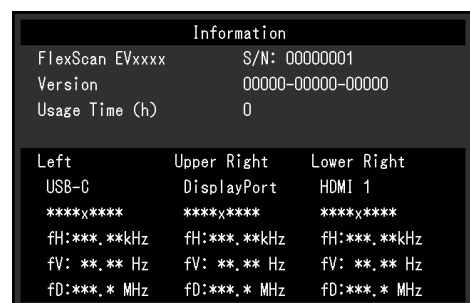 Information
FlexScan EVxxxx S/N: 00000001
Version 00000-00000-00000
Usage Time (h) 0
Left Upper Right Lower Right
USB-C DisplayPort HDMI 1
****x**** ****x**** ****x****
fH:***.**kHz fH:***.**kHz fH:***.**kHz
fV: **.** Hz fV: **.** Hz fV: **.** Hz
fD:***.* MHz fD:***.* MHz fD:***.* MHz